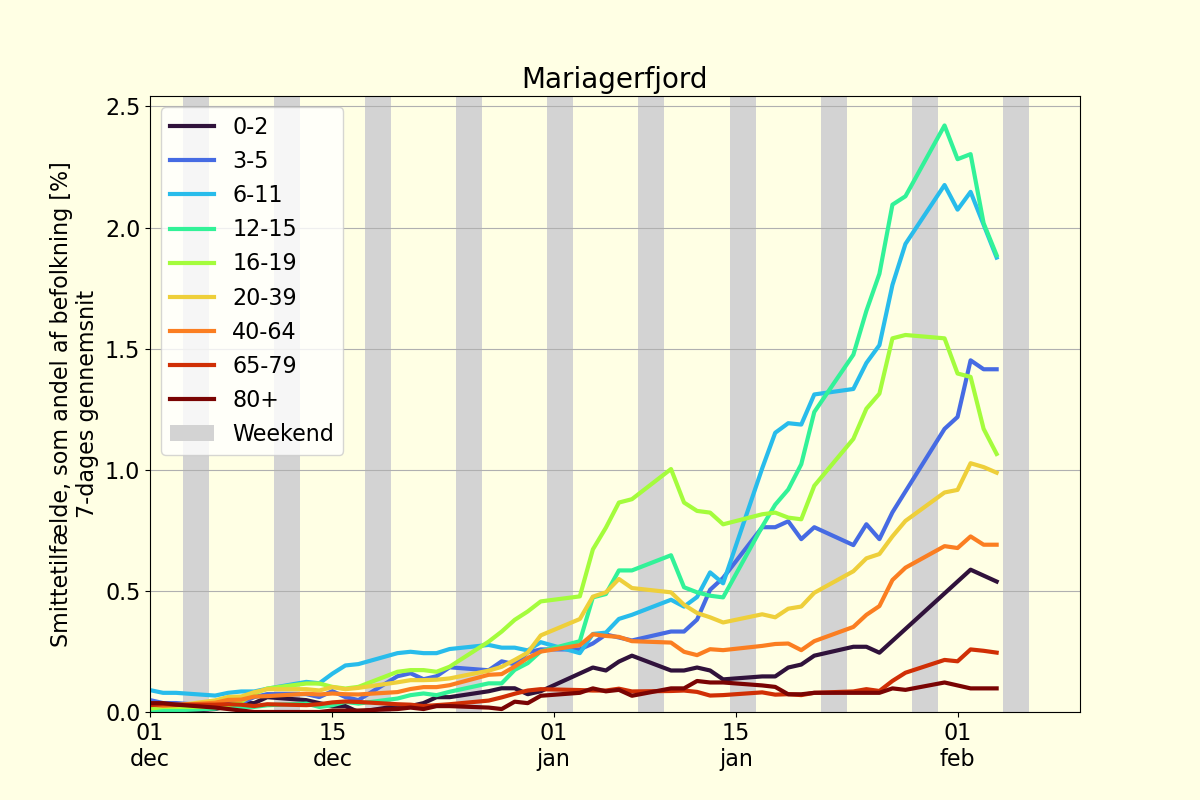 Mariagerfjord
Smittetilfælde, som andel af befolkning [%]
7-dages gennemsnit
2.5
2.0
1.5
1.0
0.5
0.0
0-2
3-5
6-11
12-15
16-19
20-39
40-64
65-79
80+
Weekend
01
dec
15
dec
01
jan
15
jan
01
feb